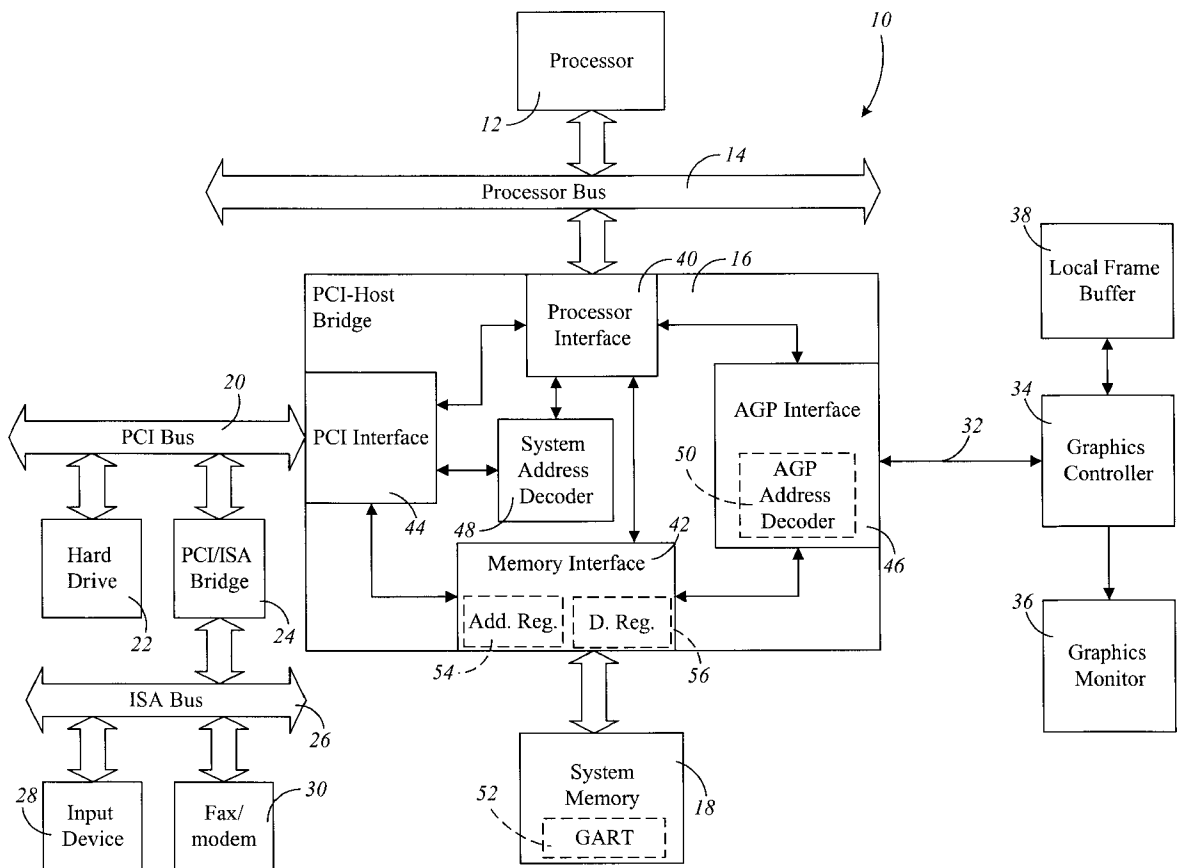 10
Processor
12
14
Processor Bus
38
Local Frame
Buffer
40
16
PCI-Host
Bridge
Processor
Interface
20
PCI Bus
PCI Interface
AGP Interface
32
34
Graphics
Controller
System
Address
Decoder
50
AGP
Address
Decoder
44
48
42
46
Hard
Drive
22
PCI/ISA
Bridge
24
Memory Interface
Add. Reg.
D. Reg.
54
56
36
Graphics
Monitor
ISA Bus
26
28
Input
Device
30
Fax/
modem
System
Memory
18
52
GART